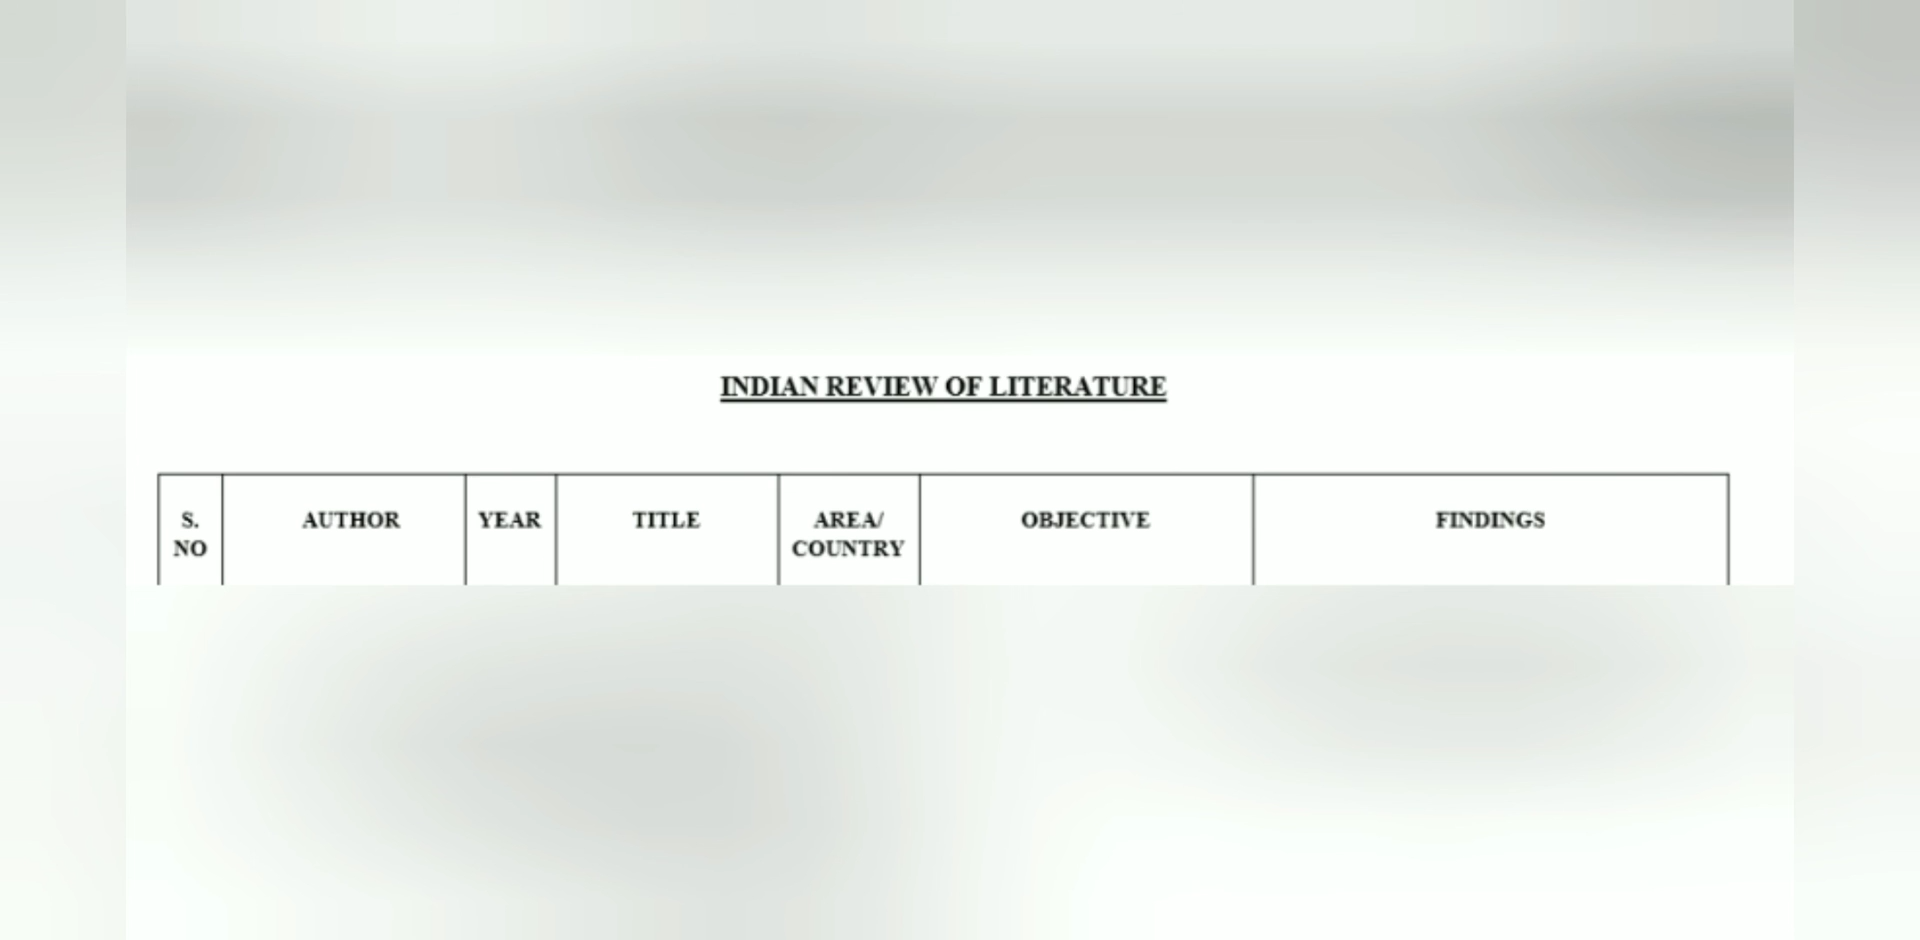 INDIAN REVIEW OF LITERATURE
S. NO
AUTHOR
YEAR
TITLE
AREA/ COUNTRY
OBJECTIVE
FINDINGS